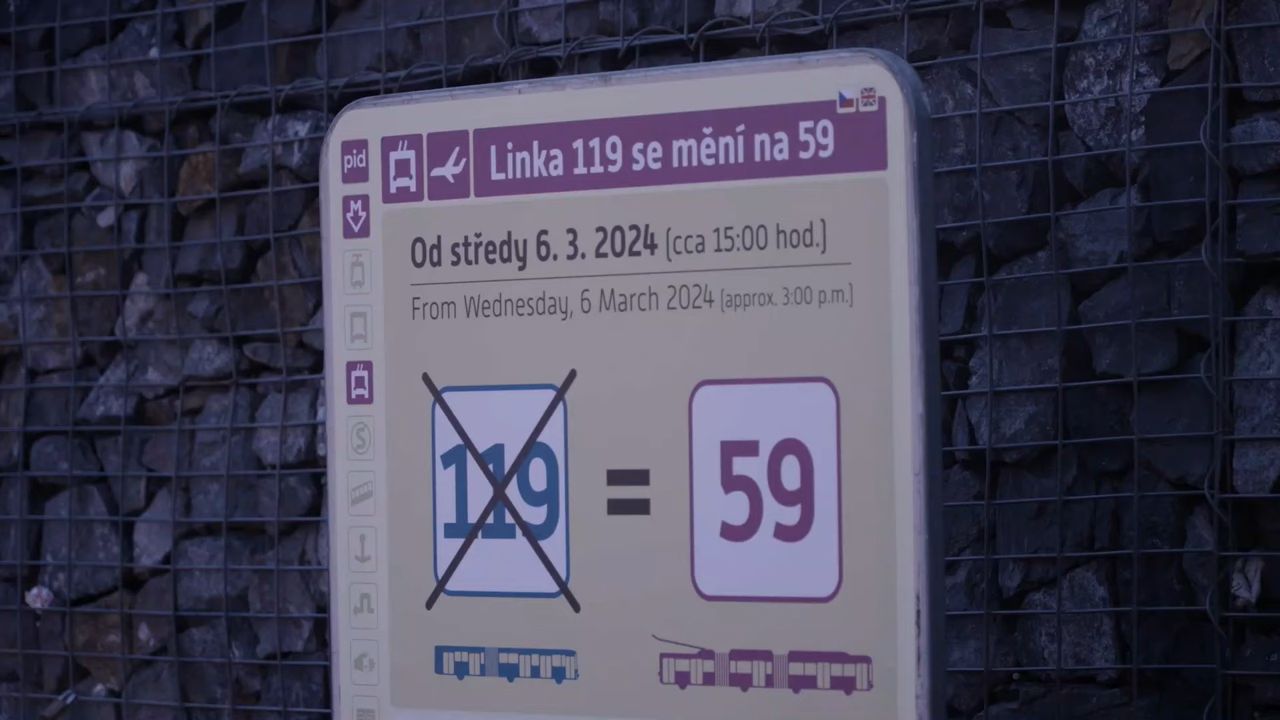 pid
M
Linka 119 se mění na 59
Od středy 6. 3. 2024 (cca 15:00 hod.)
From Wednesday, 6 March 2024 (approx. 3:00 p.m.)
S
119 = 59